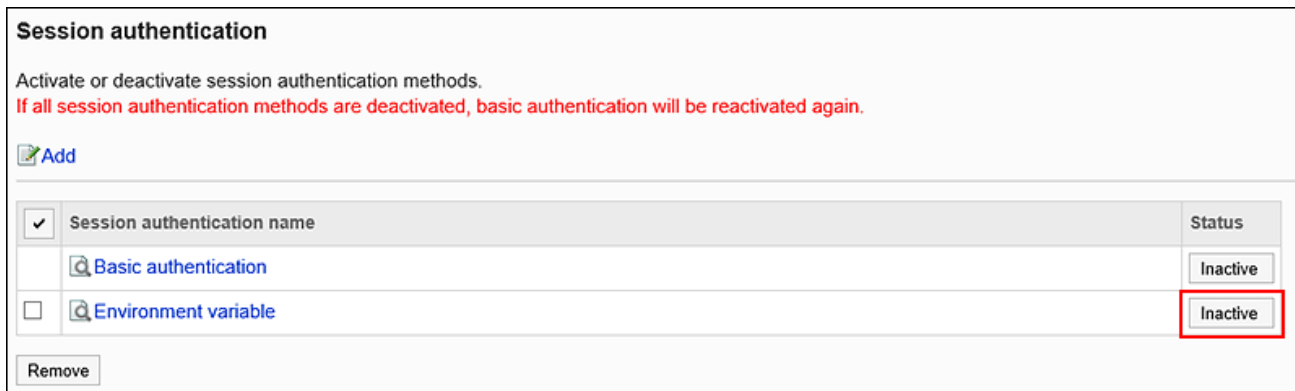 Session authentication
Activate or deactivate session authentication methods.
If all session authentication methods are deactivated, basic authentication will be reactivated again.
Add
Session authentication name Status
Basic authentication Inactive
Environment variable Inactive
Remove